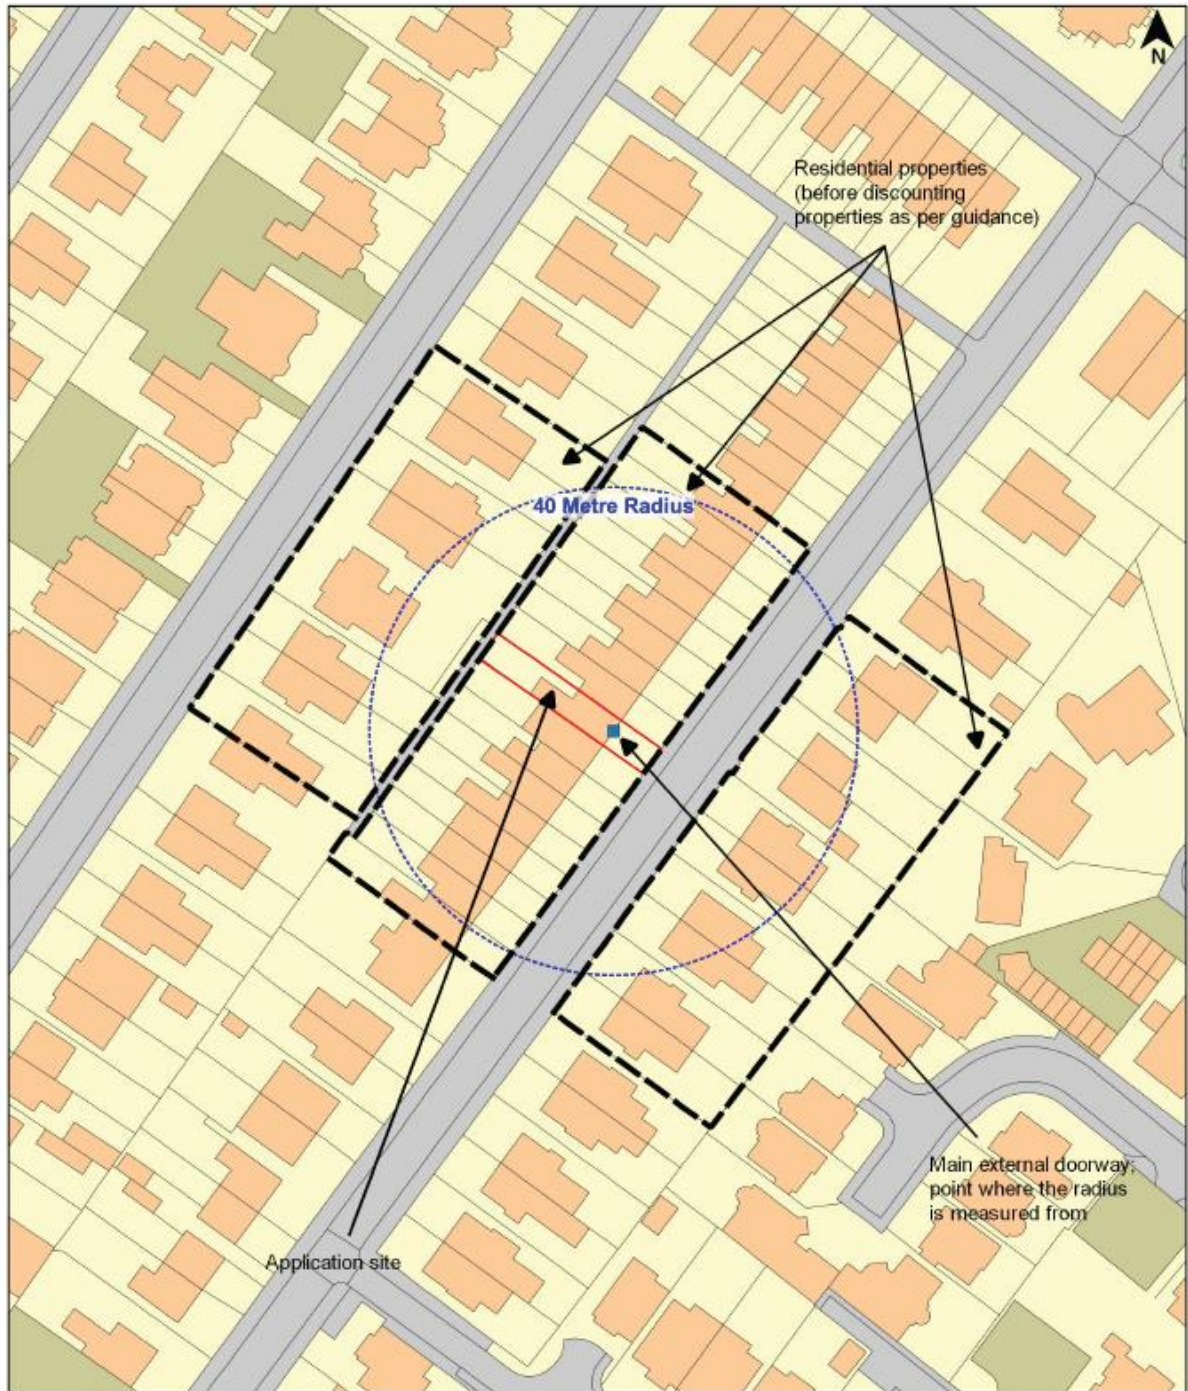 N
Residential properties
(before discounting
properties as per guidance)
40 Metre Radius
Main external doorway;
point where the radius
is measured from
Application site